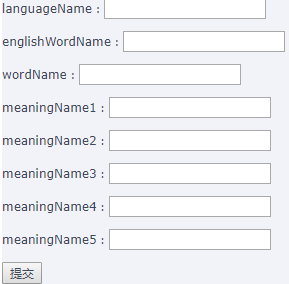 languageName :
englishWordName :
wordName :
meaningName1 :
meaningName2 :
meaningName3 :
meaningName4 :
meaningName5 :
提交